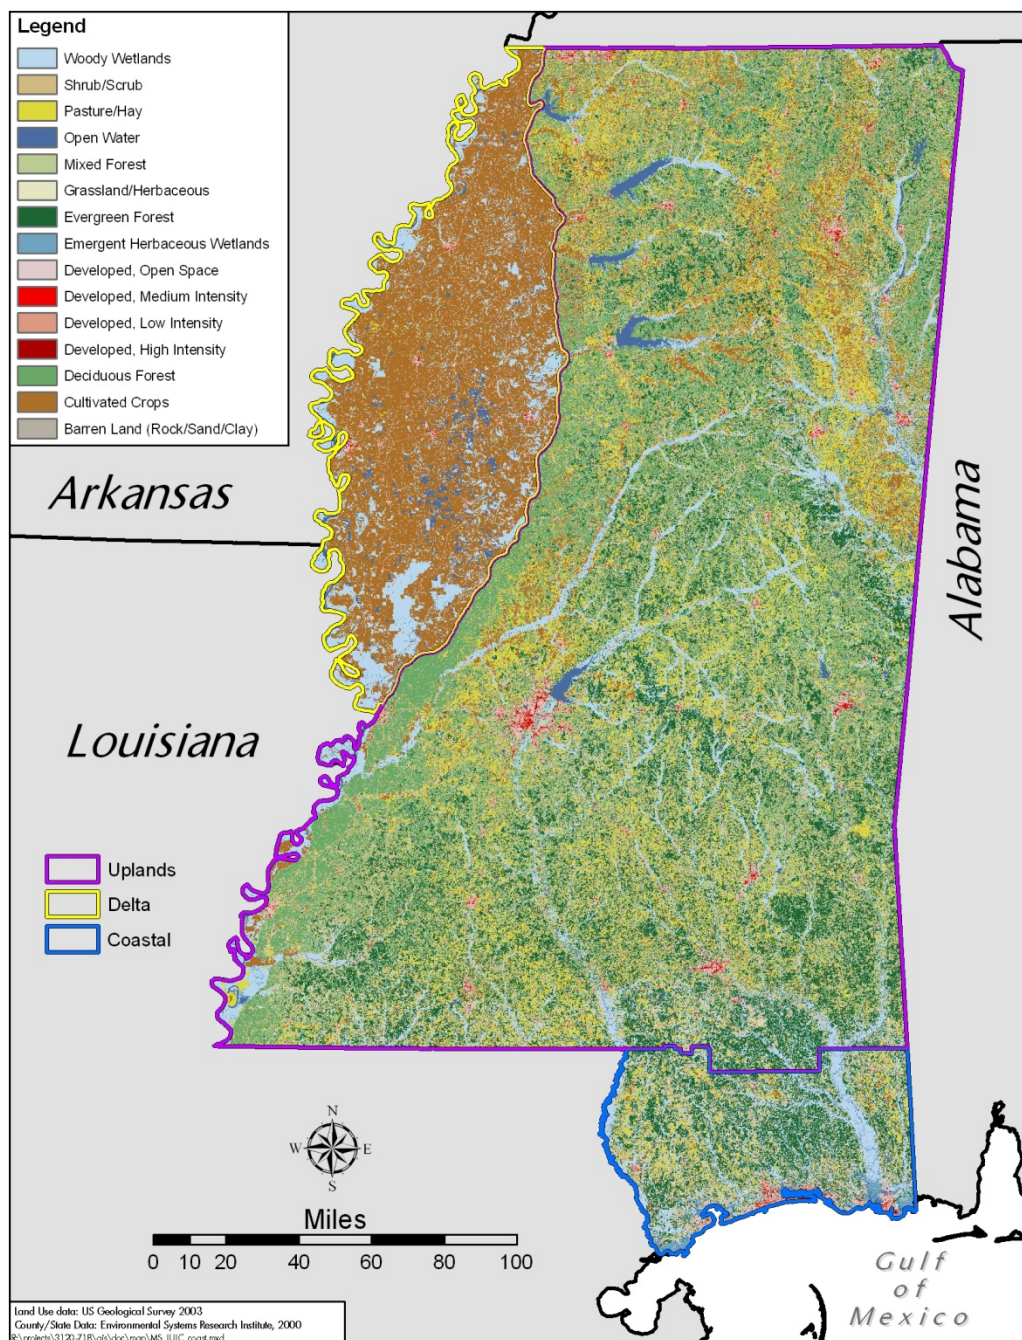 Legend
Woody Wetlands
Shrub/Scrub
Pasture/Hay
Open Water
Mixed Forest
Grassland/Herbaceous
Evergreen Forest
Emergent Herbaceous Wetlands
Developed, Open Space
Developed, Medium Intensity
Developed, Low Intensity
Developed, High Intensity
Deciduous Forest
Cultivated Crops
Barren Land (Rock/Sand/Clay)
Arkansas
Alabama
Louisiana
Uplands
Delta
Coastal
N
W E
S
Miles
0 10 20 40 60 80 100
Gulf
of
Mexico
Land Use data: US Geological Survey 2003
County/State Data: Environmental Systems Research Institute, 2000